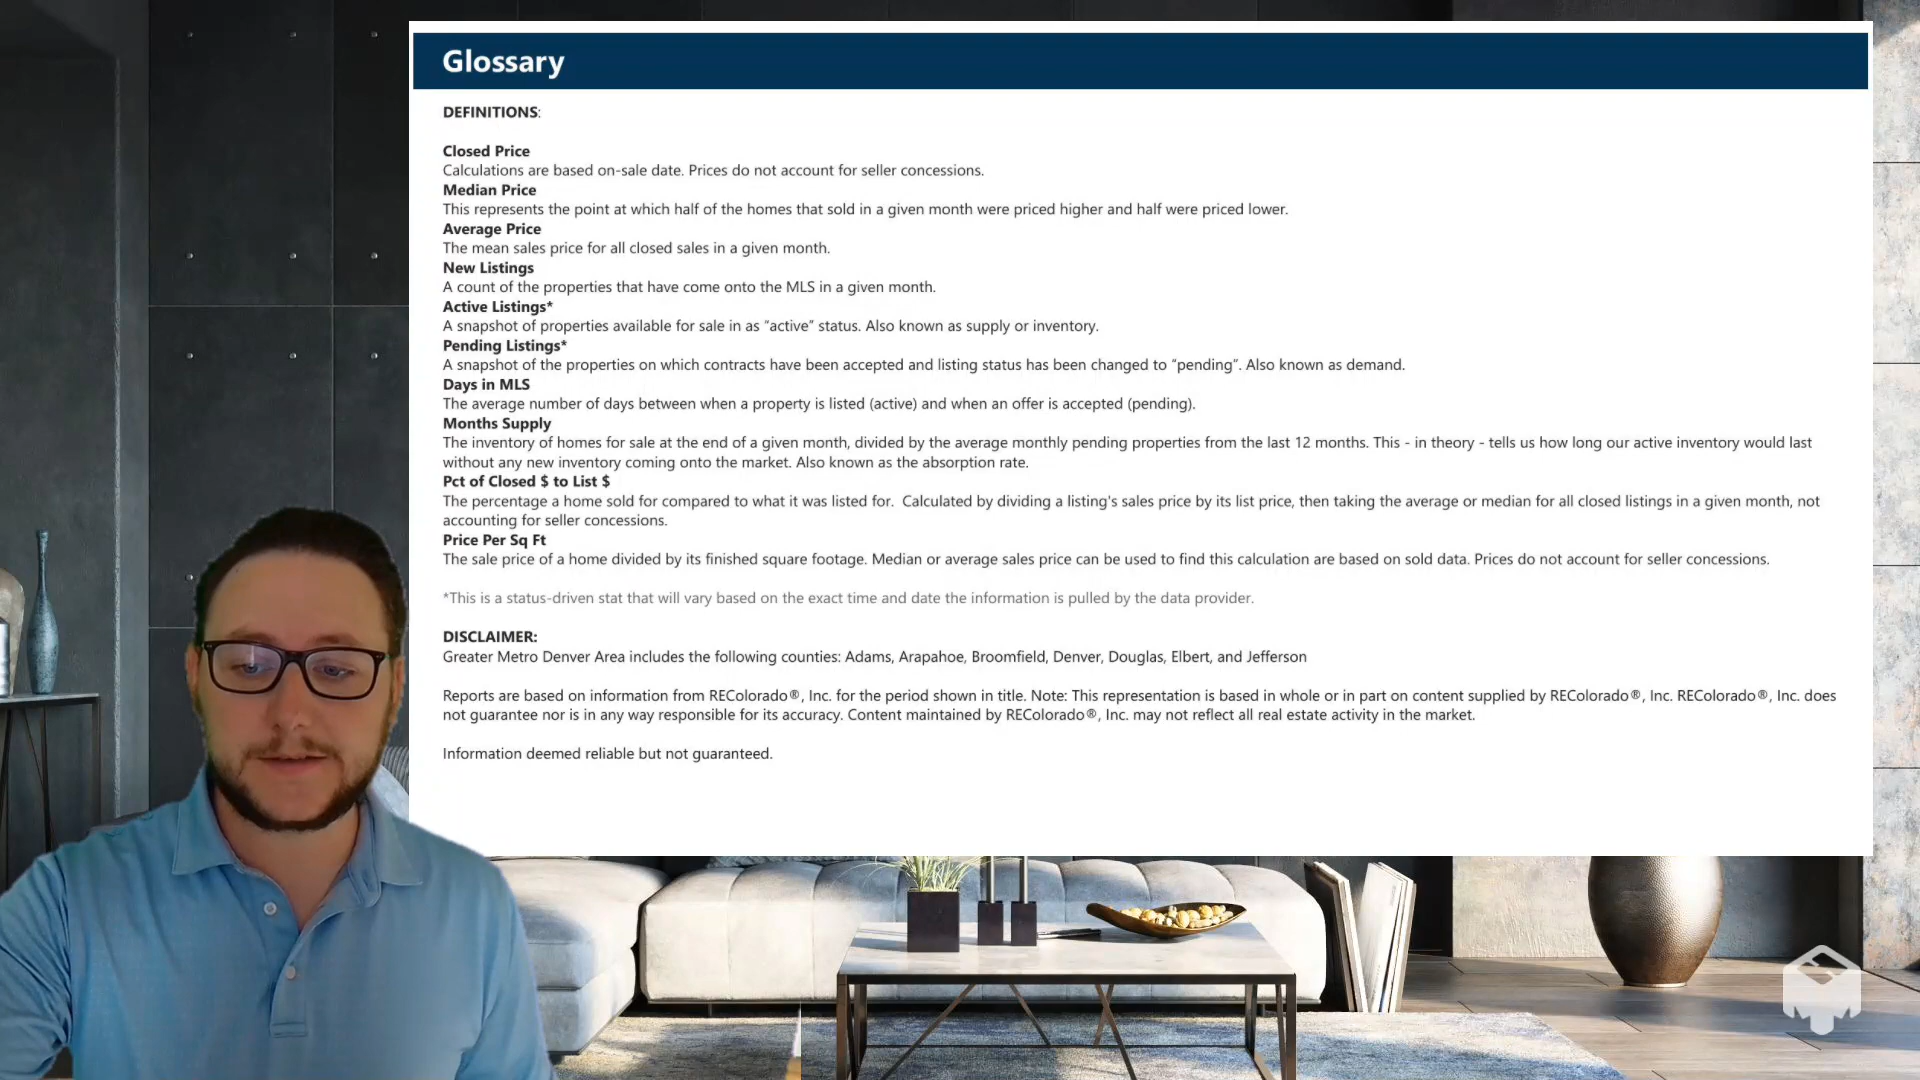 Glossary
DEFINITIONS:
Closed Price
Calculations are based on-sale date. Prices do not account for seller concessions.
Median Price
This represents the point at which half of the homes that sold in a given month were priced higher and half were priced lower.
Average Price
The mean sales price for all closed sales in a given month.
New Listings
A count of the properties that have come onto the MLS in a given month.
Active Listings*
A snapshot of properties available for sale in as “active” status. Also known as supply or inventory.
Pending Listings*
A snapshot of the properties on which contracts have been accepted and listing status has been changed to “pending”. Also known as demand.
Days in MLS
The average number of days between when a property is listed (active) and when an offer is accepted (pending).
Months Supply
The inventory of homes for sale at the end of a given month, divided by the average monthly pending properties from the last 12 months. This - in theory - tells us how long our active inventory would last
without any new inventory coming onto the market. Also known as the absorption rate.
Pct of Closed $ to List $
The percentage a home sold for compared to what it was listed for.  Calculated by dividing a listing's sales price by its list price, then taking the average or median for all closed listings in a given month, not
accounting for seller concessions.
Price Per Sq Ft
The sale price of a home divided by its finished square footage. Median or average sales price can be used to find this calculation are based on sold data. Prices do not account for seller concessions.
*This is a status-driven stat that will vary based on the exact time and date the information is pulled by the data provider.
DISCLAIMER:
Greater Metro Denver Area includes the following counties: Adams, Arapahoe, Broomfield, Denver, Douglas, Elbert, and Jefferson
Reports are based on information from REColorado®, Inc. for the period shown in title. Note: This representation is based in whole or in part on content supplied by REColorado®, Inc. REColorado®, Inc. does
not guarantee nor is in any way responsible for its accuracy. Content maintained by REColorado®, Inc. may not reflect all real estate activity in the market.
Information deemed reliable but not guaranteed.